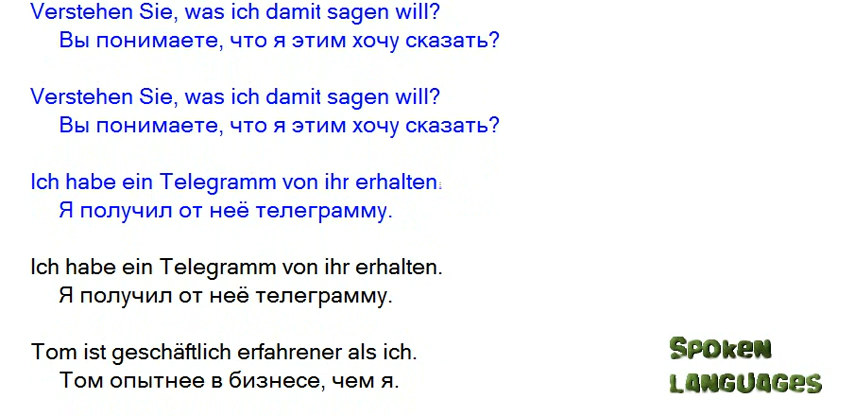 Verstehen Sie, was ich damit sagen will?
Вы понимаете, что я этим хочу сказать?
Verstehen Sie, was ich damit sagen will?
Вы понимаете, что я этим хочу сказать?
Ich habe ein Telegramm von ihr erhalten.
Я получил от неё телеграмму.
Ich habe ein Telegramm von ihr erhalten.
Я получил от неё телеграмму.
Tom ist geschäftlich erfahrener als ich.
Том опытнее в бизнесе, чем я.
Spoken
Languages